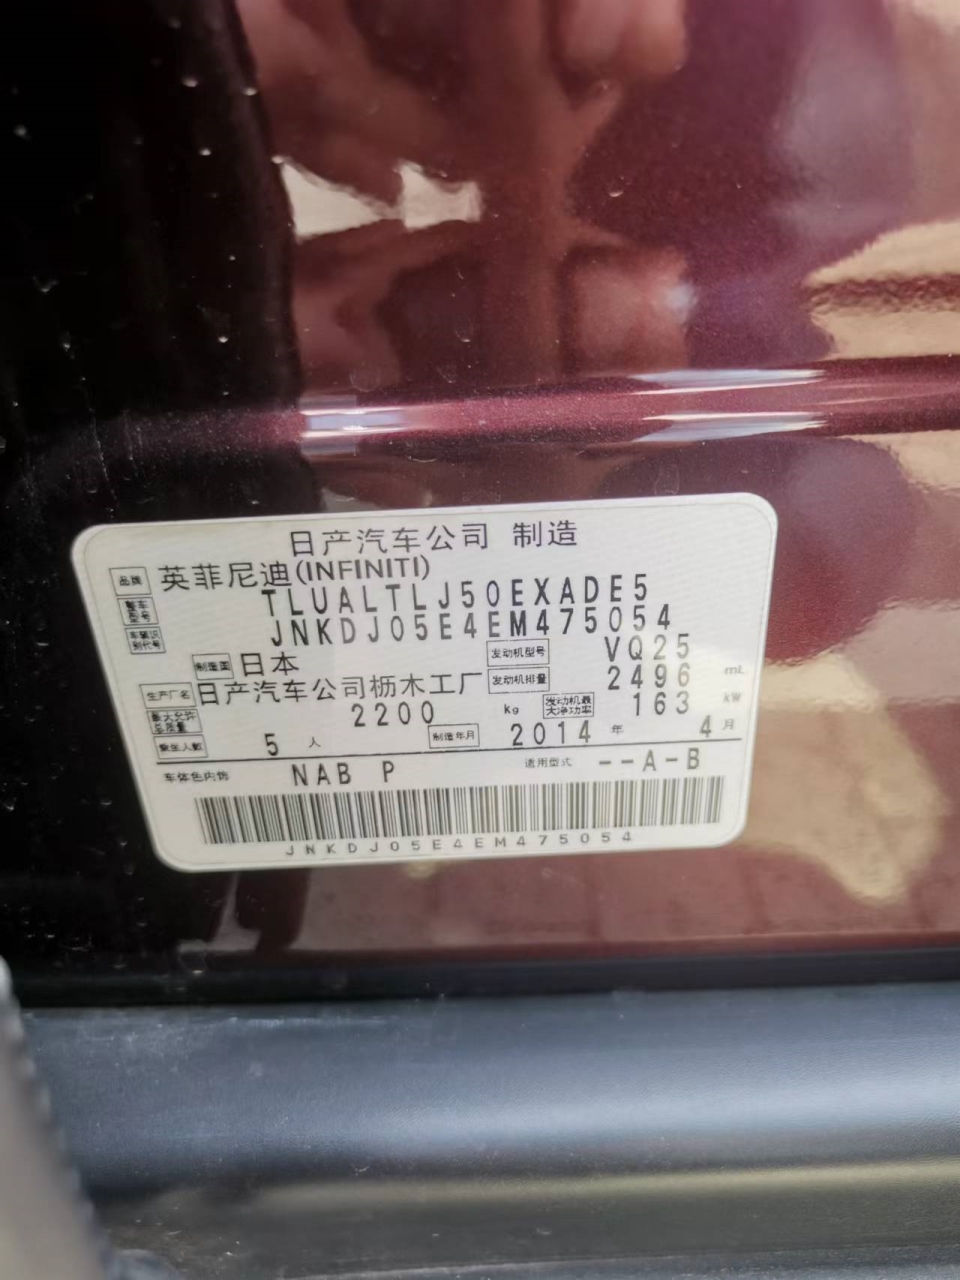 日产汽车公司 制造
品牌 英菲尼迪(INFINITI)
整车型号 TLUALTLJ50EXADE5
车辆识别代号 JNKDJ05E4EM475054
制造国 日本 发动机型号 VQ25
生产厂名 日产汽车公司枥木工厂 发动机排量 2496 mL
最大允许总质量 2200 kg 发动机最大净功率 163 kW
乘坐人数 5 人 制造年月 2014 年 4 月
车体色内饰 NAB P 适用型式 --A-B
JNKDJ05E4EM475054